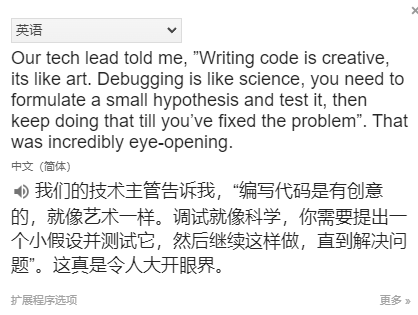 英语
Our tech lead told me, ”Writing code is creative,
its like art. Debugging is like science, you need to
formulate a small hypothesis and test it, then
keep doing that till you’ve fixed the problem”. That
was incredibly eye-opening.
中文（简体）
我们的技术主管告诉我，“编写代码是有创意
的，就像艺术一样。调试就像科学，你需要提出一
个小假设并测试它，然后继续这样做，直到解决问
题”。这真是令人大开眼界。
扩展程序选项 更多 »